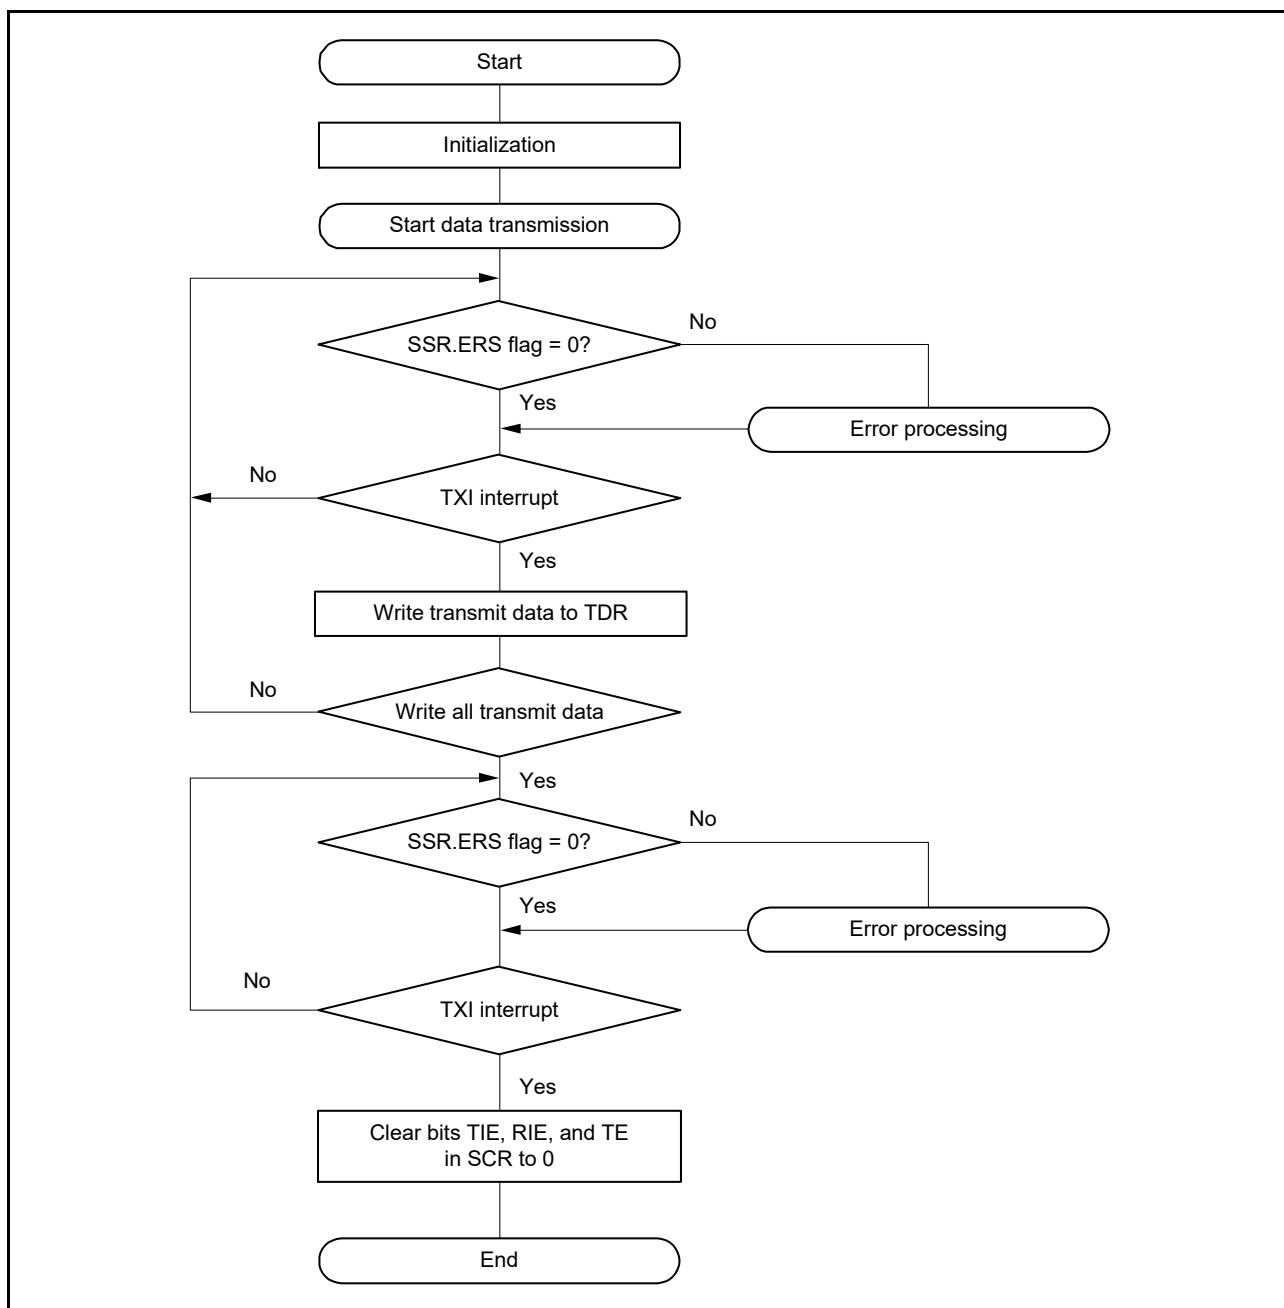 Start
Initialization
Start data transmission
SSR.ERS flag = 0?
No
Yes
Error processing
No
TXI interrupt
Yes
Write transmit data to TDR
No
Write all transmit data
Yes
SSR.ERS flag = 0?
No
Yes
Error processing
No
TXI interrupt
Yes
Clear bits TIE, RIE, and TE
in SCR to 0
End